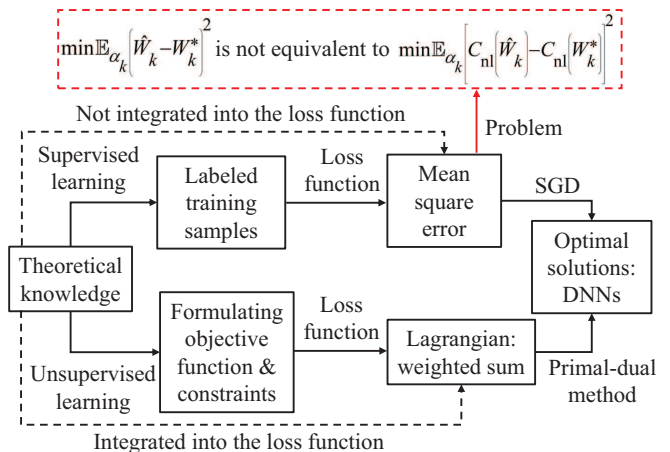 min𝔼_{α_k}(Ŵ_k−W_k^*)^2 is not equivalent to min𝔼_{α_k}[C_nl(Ŵ_k)−C_nl(W_k^*)]^2
Not integrated into the loss function
Problem
Supervised
learning
Labeled
training
samples
Loss
function
Mean
square
error
SGD
Theoretical
knowledge
Optimal
solutions:
DNNs
Unsupervised
learning
Formulating
objective
function &
constraints
Loss
function
Lagrangian:
weighted sum
Primal-dual
method
Integrated into the loss function